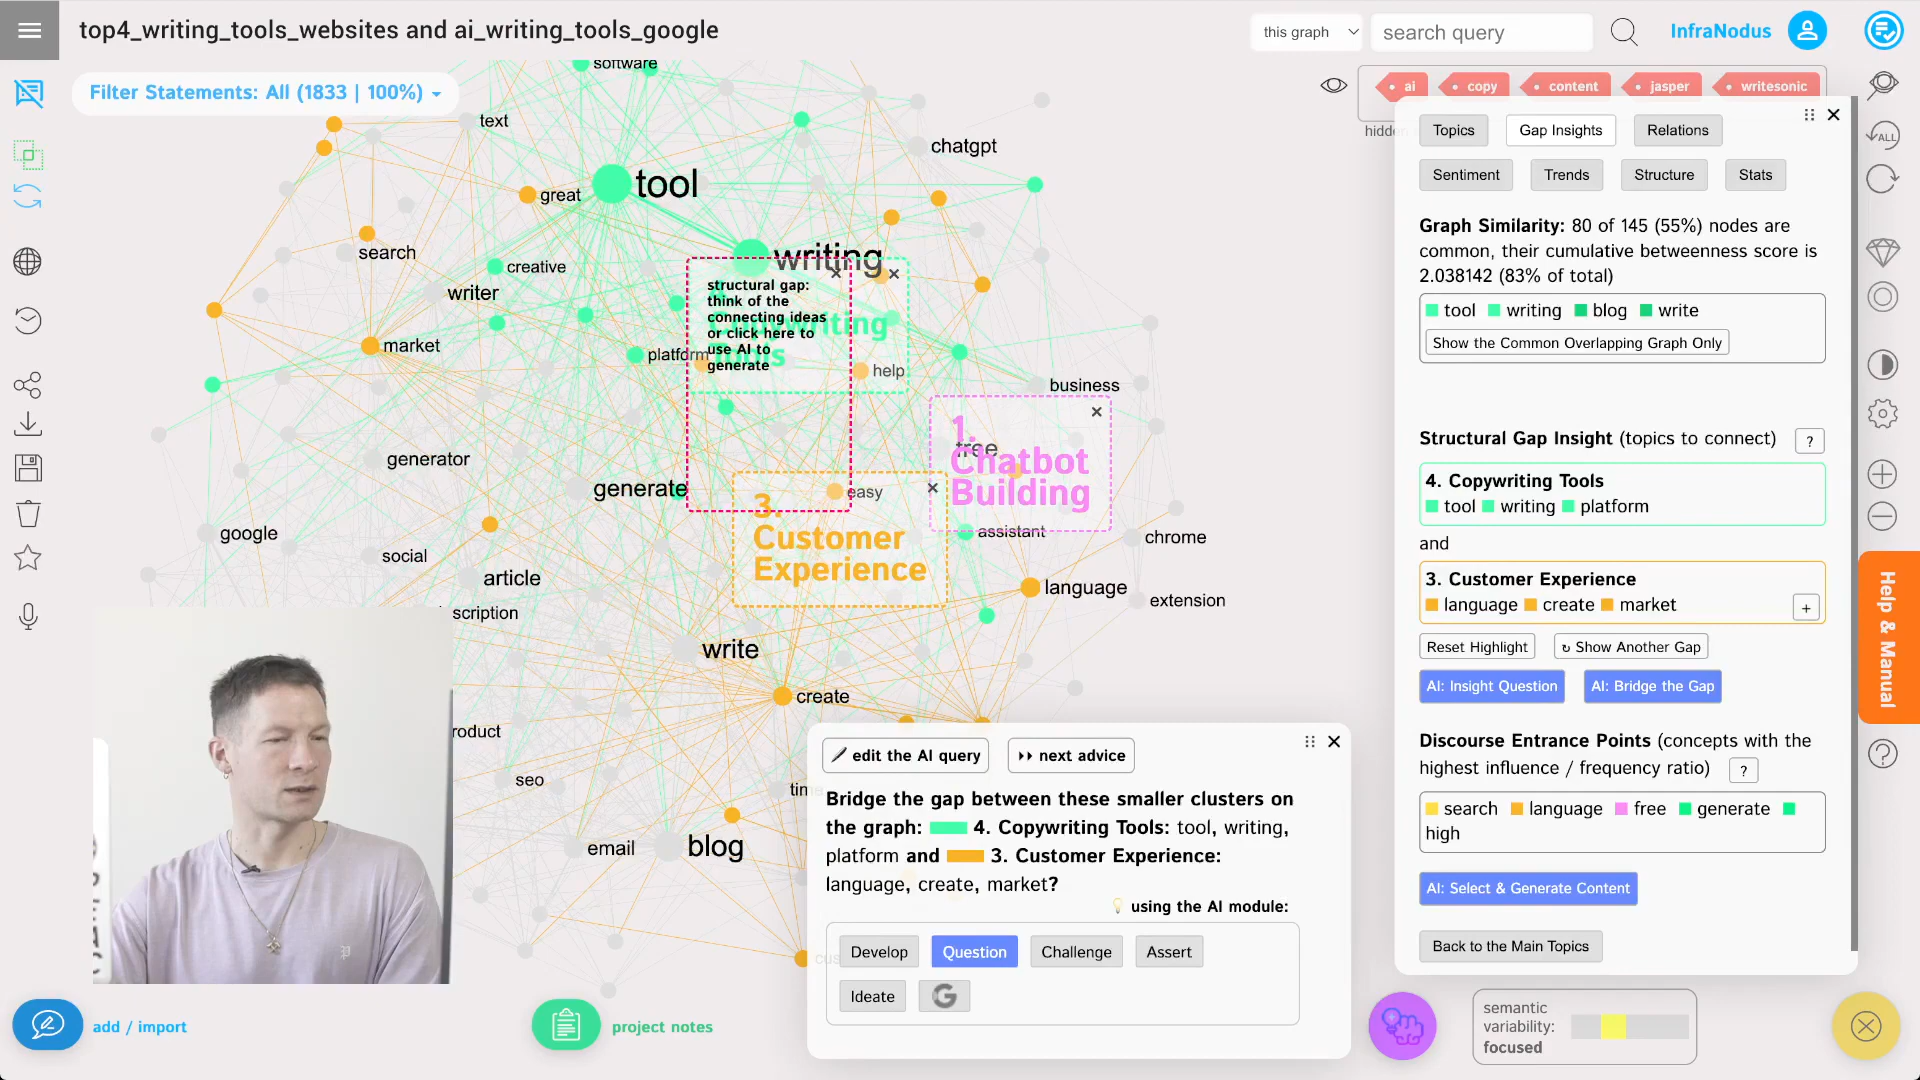 top4_writing_tools_websites and ai_writing_tools_google
this graph
search query
InfraNodus
Filter Statements: All (1833 | 100%)
ai
copy
content
jasper
writesonic
hidden
software
text
chatgpt
tool
great
search
writing
creative
writer
market
platform
help
business
structural gap:
think of the
connecting ideas
or click here to
use AI to
generate
Copywriting
Tools
free
1.
Chatbot
Building
generator
generate
easy
3.
Customer
Experience
google
assistant
chrome
social
article
language
extension
scription
write
create
roduct
seo
time
email
blog
cus
Topics
Gap Insights
Relations
Sentiment
Trends
Structure
Stats
Graph Similarity: 80 of 145 (55%) nodes are
common, their cumulative betweenness score is
2.038142 (83% of total)
tool writing blog write
Show the Common Overlapping Graph Only
Structural Gap Insight (topics to connect) ?
4. Copywriting Tools
tool writing platform
and
3. Customer Experience
language create market
+
Reset Highlight
↻ Show Another Gap
AI: Insight Question
AI: Bridge the Gap
Discourse Entrance Points (concepts with the
highest influence / frequency ratio) ?
search language free generate
high
AI: Select & Generate Content
Back to the Main Topics
ALL
Help & Manual
edit the AI query
next advice
Bridge the gap between these smaller clusters on
the graph: 4. Copywriting Tools: tool, writing,
platform and 3. Customer Experience:
language, create, market?
using the AI module:
Develop
Question
Challenge
Assert
Ideate
G
add / import
project notes
semantic
variability:
focused